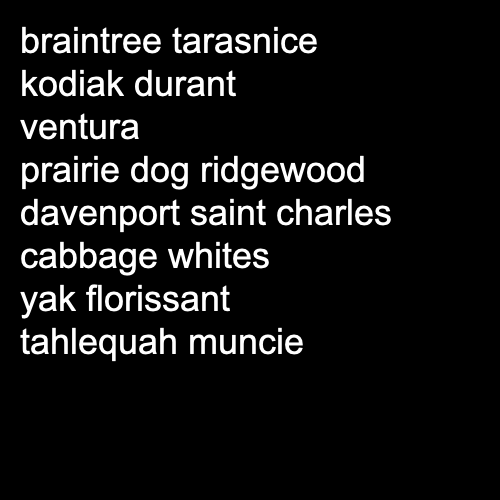 braintree tarasnice
kodiak durant
ventura
prairie dog ridgewood
davenport saint charles
cabbage whites
yak florissant
tahlequah muncie